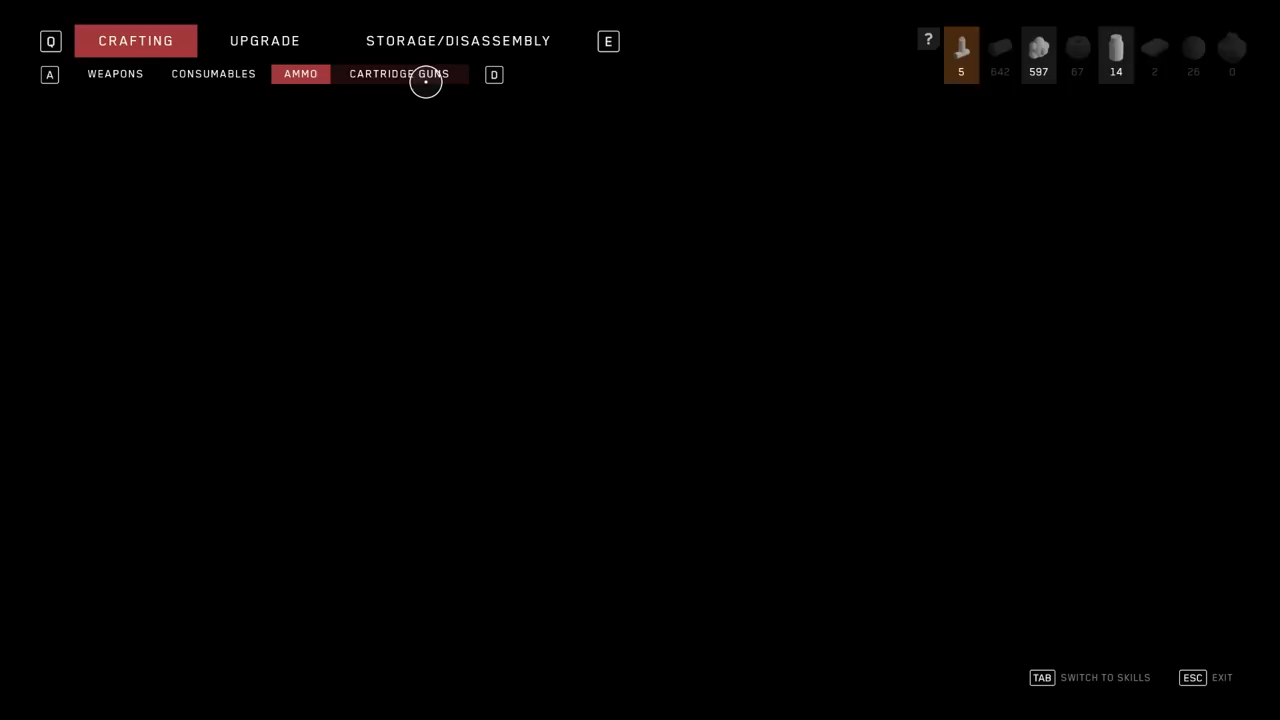 Q CRAFTING UPGRADE STORAGE/DISASSEMBLY E ?
A WEAPONS CONSUMABLES AMMO CARTRIDGE GUNS D
5 642 597 67 14 2 26 0
TAB SWITCH TO SKILLS ESC EXIT